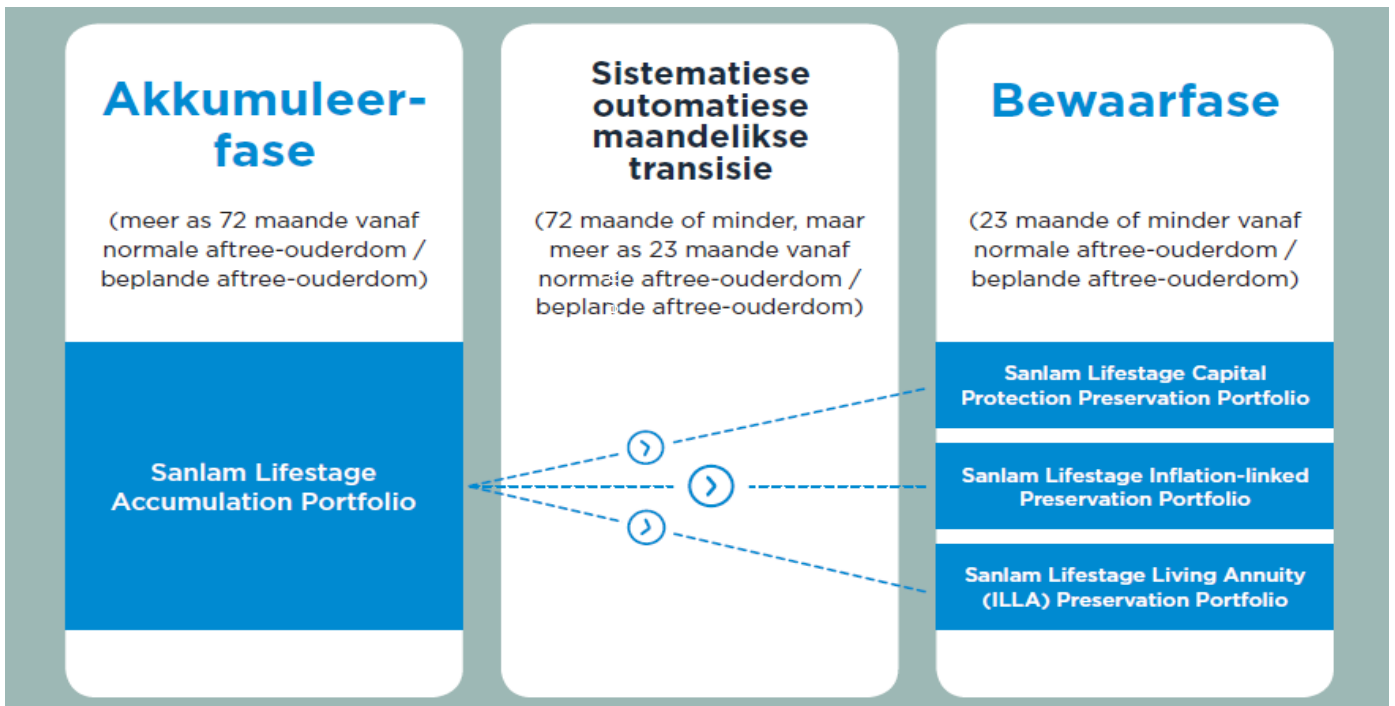 Akkumuleer-
fase
(meer as 72 maande vanaf
normale aftree-ouderdom /
beplande aftree-ouderdom)
Sanlam Lifestage
Accumulation Portfolio
Sistematiese
outomatiese
maandelikse
transisie
(72 maande of minder, maar
meer as 23 maande vanaf
normale aftree-ouderdom /
beplande aftree-ouderdom)
Bewaarfase
(23 maande of minder vanaf
normale aftree-ouderdom /
beplande aftree-ouderdom)
Sanlam Lifestage Capital
Protection Preservation Portfolio
Sanlam Lifestage Inflation-linked
Preservation Portfolio
Sanlam Lifestage Living Annuity
(ILLA) Preservation Portfolio